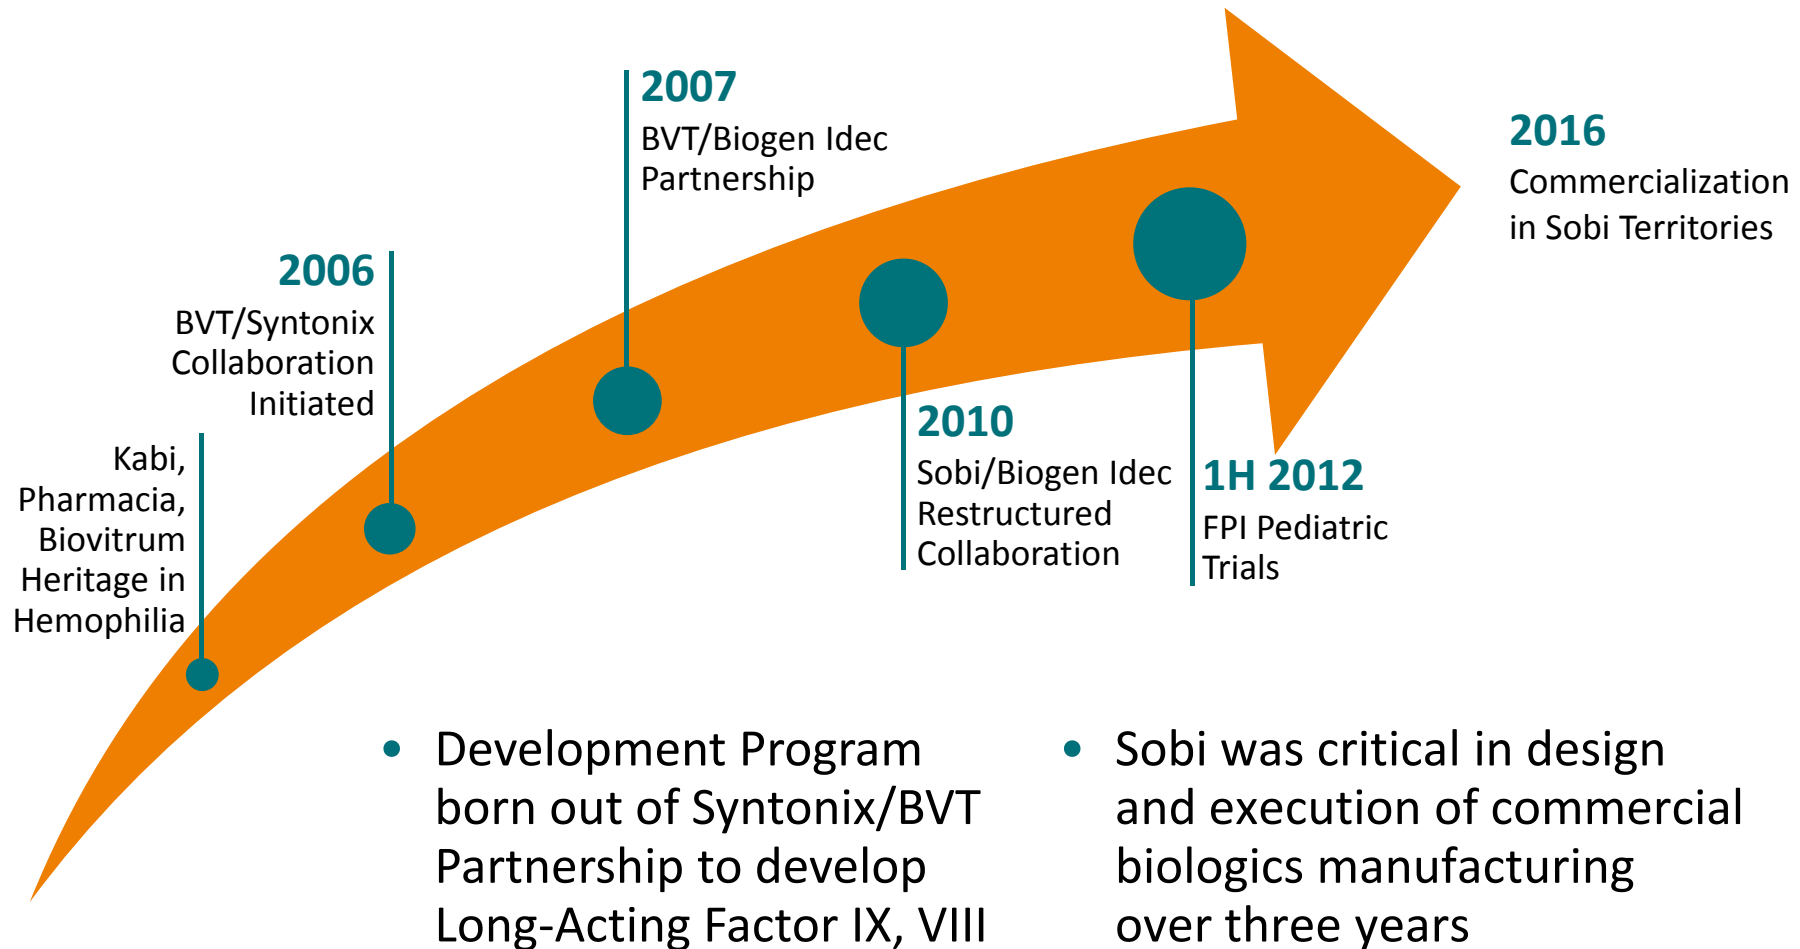 Kabi,
Pharmacia,
Biovitrum
Heritage in
Hemophilia
2006
BVT/Syntonix
Collaboration
Initiated
2007
BVT/Biogen Idec
Partnership
2010
Sobi/Biogen Idec
Restructured
Collaboration
1H 2012
FPI Pediatric
Trials
2016
Commercialization
in Sobi Territories
• Development Program
born out of Syntonix/BVT
Partnership to develop
Long-Acting Factor IX, VIII
• Sobi was critical in design
and execution of commercial
biologics manufacturing
over three years